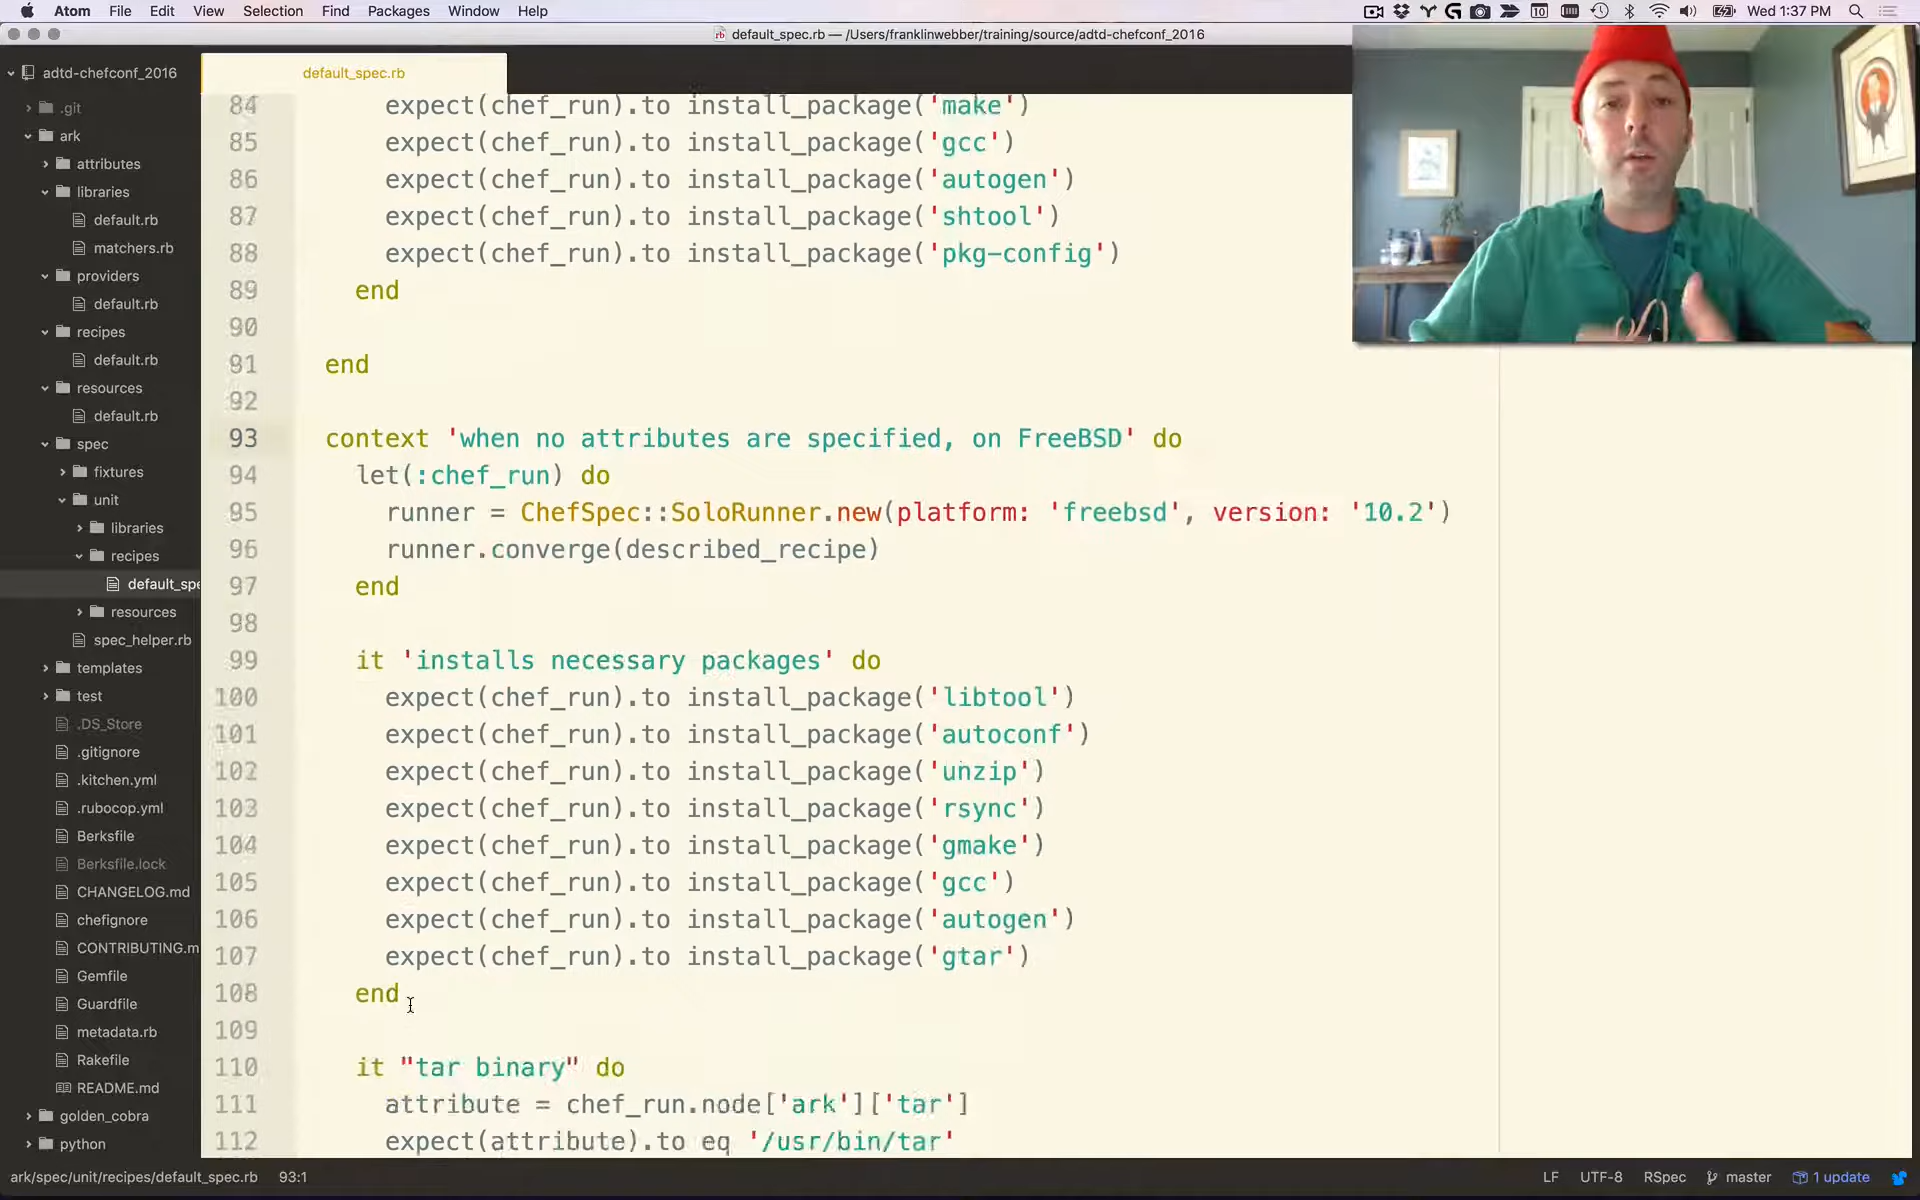 Atom File Edit View Selection Find Packages Window Help
10
Wed 1:37 PM
default_spec.rb — /Users/franklinwebber/training/source/adtd-chefconf_2016
adtd-chefconf_2016
.git
ark
attributes
libraries
default.rb
matchers.rb
providers
default.rb
recipes
default.rb
resources
default.rb
spec
fixtures
unit
libraries
recipes
default_spe
resources
spec_helper.rb
templates
test
.DS_Store
.gitignore
.kitchen.yml
.rubocop.yml
Berksfile
Berksfile.lock
CHANGELOG.md
chefignore
CONTRIBUTING.m
Gemfile
Guardfile
metadata.rb
Rakefile
README.md
golden_cobra
python
default_spec.rb
84 expect(chef_run).to install_package('make')
85 expect(chef_run).to install_package('gcc')
86 expect(chef_run).to install_package('autogen')
87 expect(chef_run).to install_package('shtool')
88 expect(chef_run).to install_package('pkg-config')
89 end
90
91 end
92
93 context 'when no attributes are specified, on FreeBSD' do
94 let(:chef_run) do
95 runner = ChefSpec::SoloRunner.new(platform: 'freebsd', version: '10.2')
96 runner.converge(described_recipe)
97 end
98
99 it 'installs necessary packages' do
100 expect(chef_run).to install_package('libtool')
101 expect(chef_run).to install_package('autoconf')
102 expect(chef_run).to install_package('unzip')
103 expect(chef_run).to install_package('rsync')
104 expect(chef_run).to install_package('gmake')
105 expect(chef_run).to install_package('gcc')
106 expect(chef_run).to install_package('autogen')
107 expect(chef_run).to install_package('gtar')
108 end
109
110 it "tar binary" do
111 attribute = chef_run.node['ark']['tar']
112 expect(attribute).to eq '/usr/bin/tar'
ark/spec/unit/recipes/default_spec.rb 93:1
LF UTF-8 RSpec master 1 update